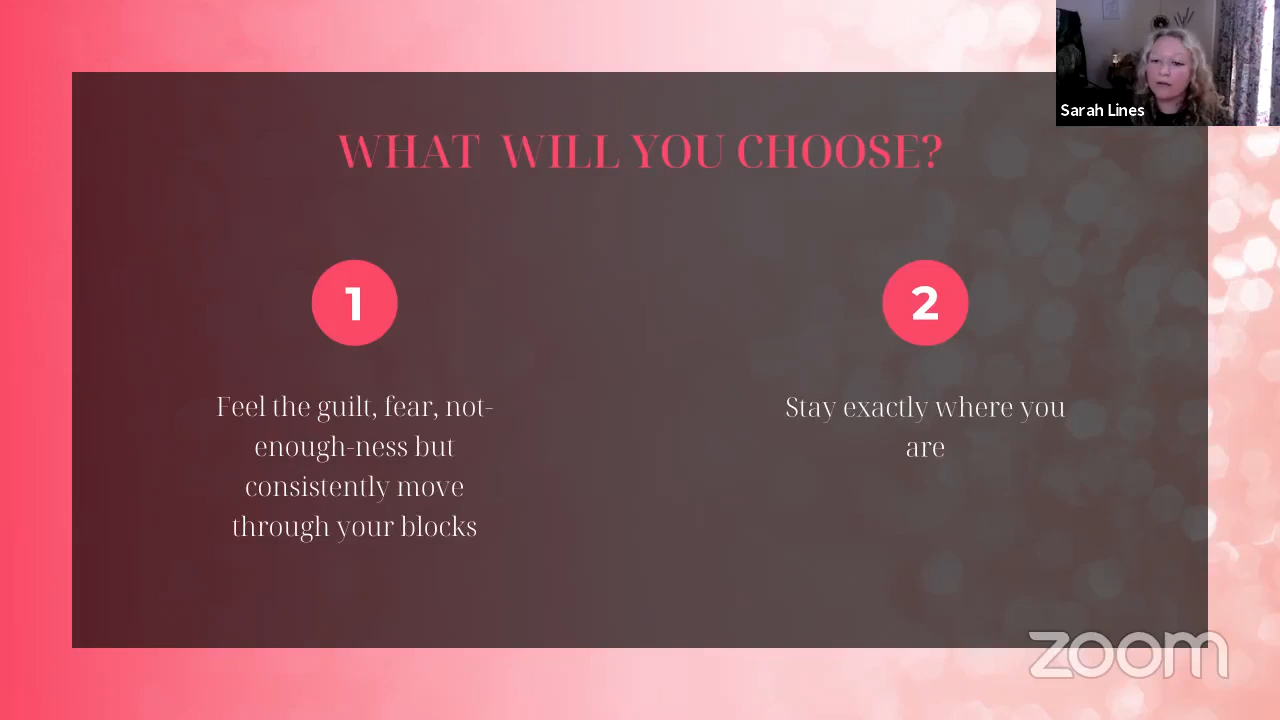 Sarah Lines
WHAT WILL YOU CHOOSE?
1
Feel the guilt, fear, not-
enough-ness but
consistently move
through your blocks
2
Stay exactly where you
are
zoom